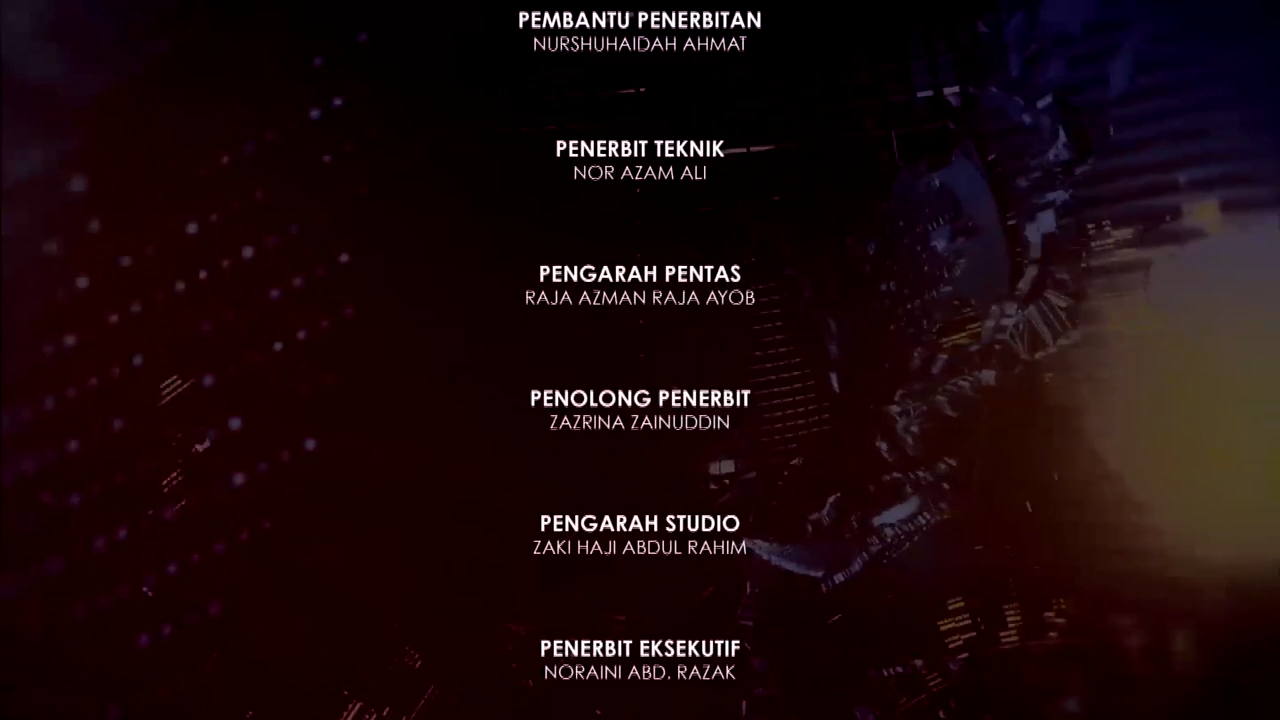 PEMBANTU PENERBITAN
NURSHUHAIDAH AHMAT
PENERBIT TEKNIK
NOR AZAM ALI
PENGARAH PENTAS
RAJA AZMAN RAJA AYOB
PENOLONG PENERBIT
ZAZRINA ZAINUDDIN
PENGARAH STUDIO
ZAKI HAJI ABDUL RAHIM
PENERBIT EKSEKUTIF
NORAINI ABD. RAZAK